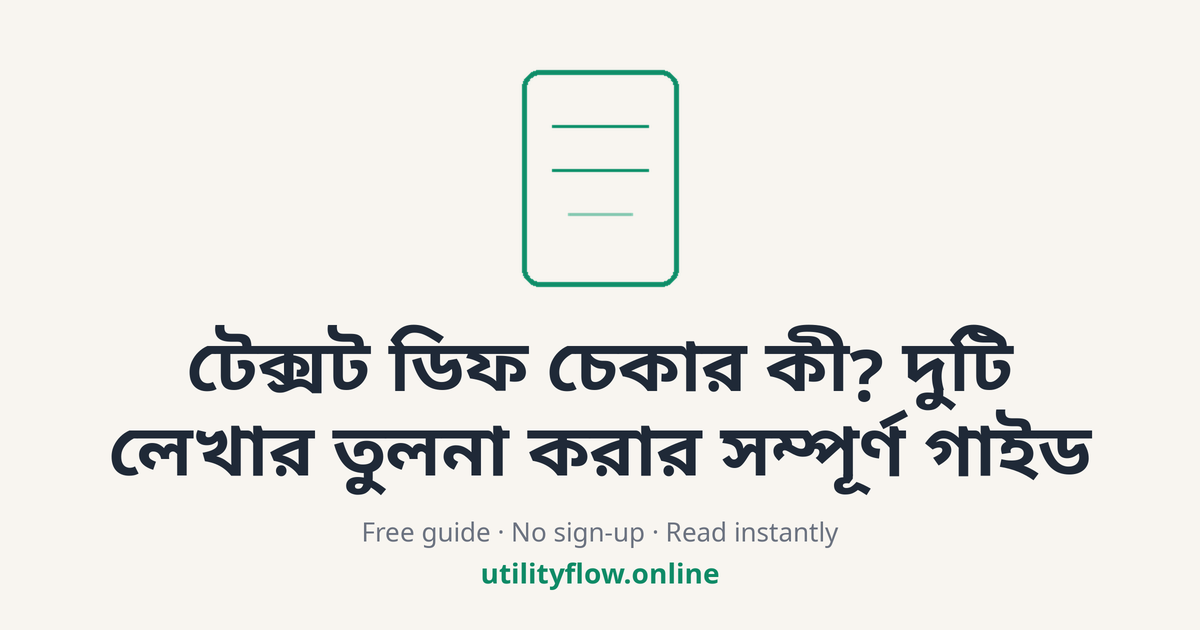 টেক্সট ডিফ চেকার কী? দুটি
লেখার তুলনা করার সম্পূর্ণ গাইড
Free guide · No sign-up · Read instantly
utilityflow.online